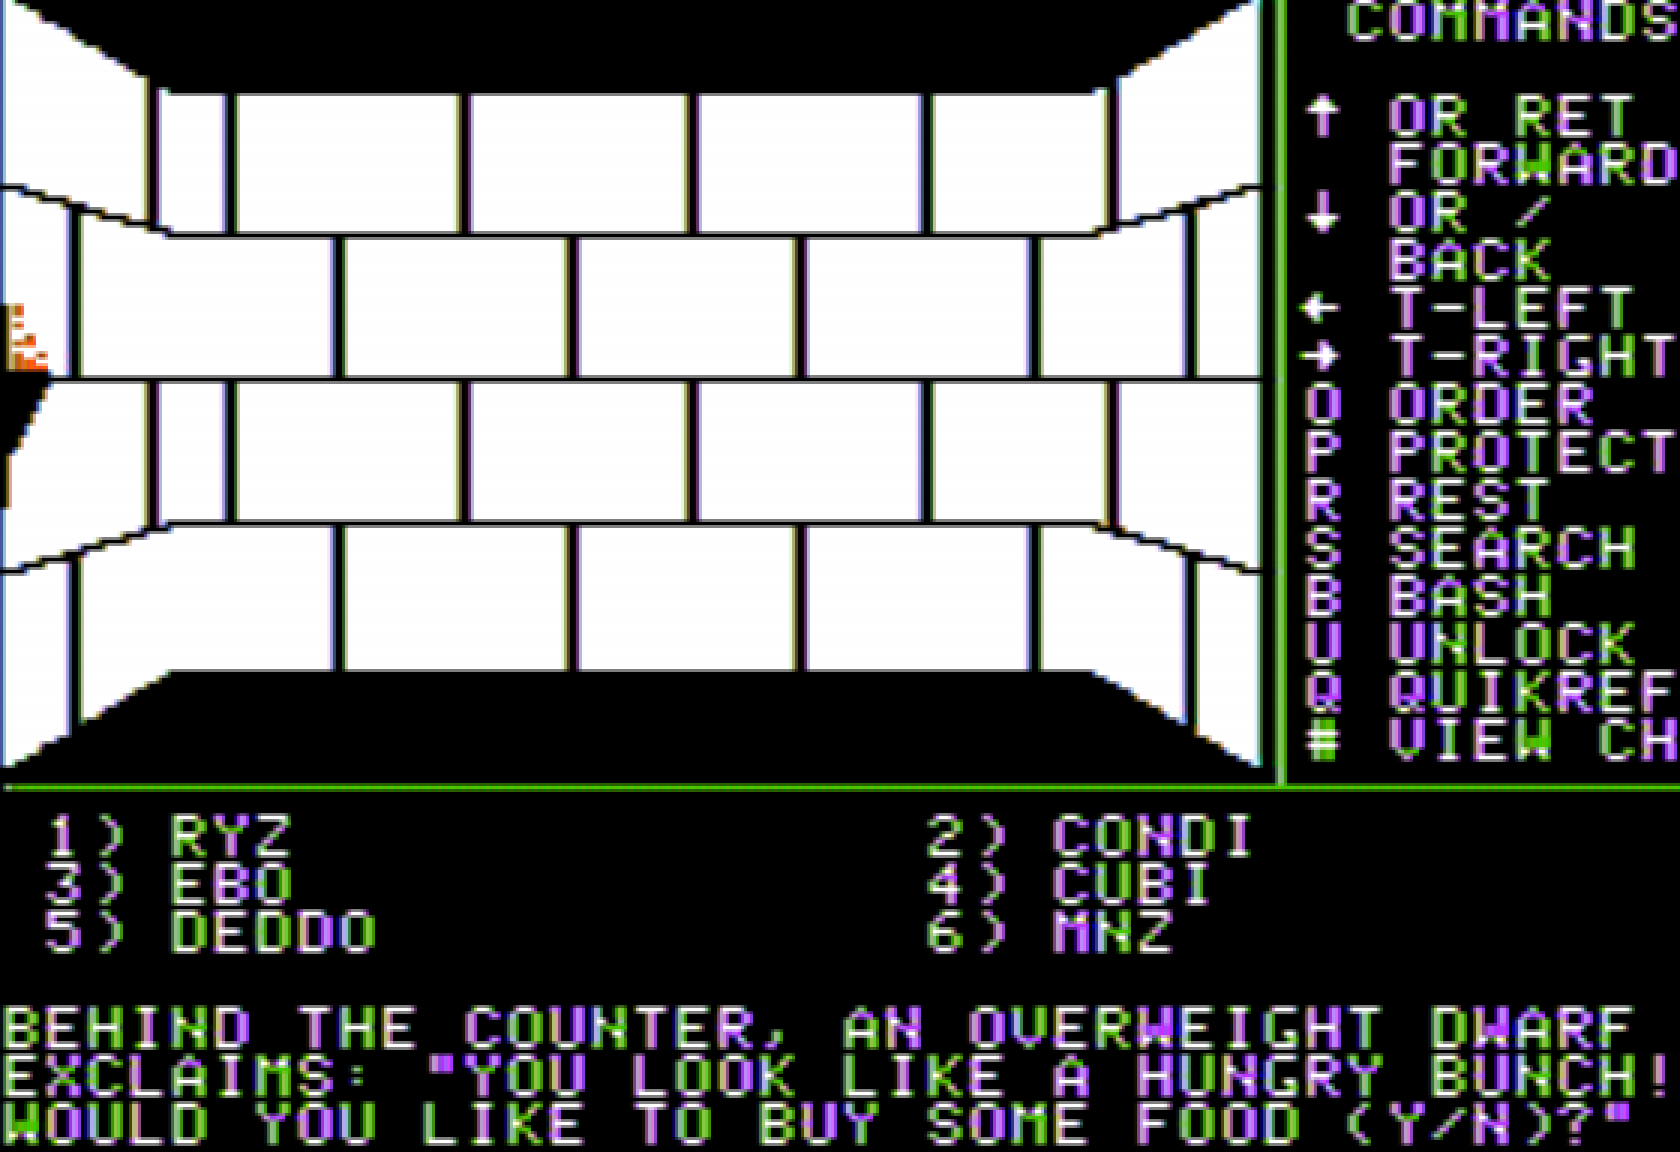 COMMANDS
↑ OR RET
FORWARD
↓ OR /
BACK
← T-LEFT
→ T-RIGHT
O ORDER
P PROTECT
R REST
S SEARCH
B BASH
U UNLOCK
Q QUIKREF
# VIEW CH
1) RYZ 2) CONDI
3) EBO 4) CUBI
5) DEDDO 6) MNZ
BEHIND THE COUNTER, AN OVERWEIGHT DWARF
EXCLAIMS: "YOU LOOK LIKE A HUNGRY BUNCH!
WOULD YOU LIKE TO BUY SOME FOOD (Y/N)?"